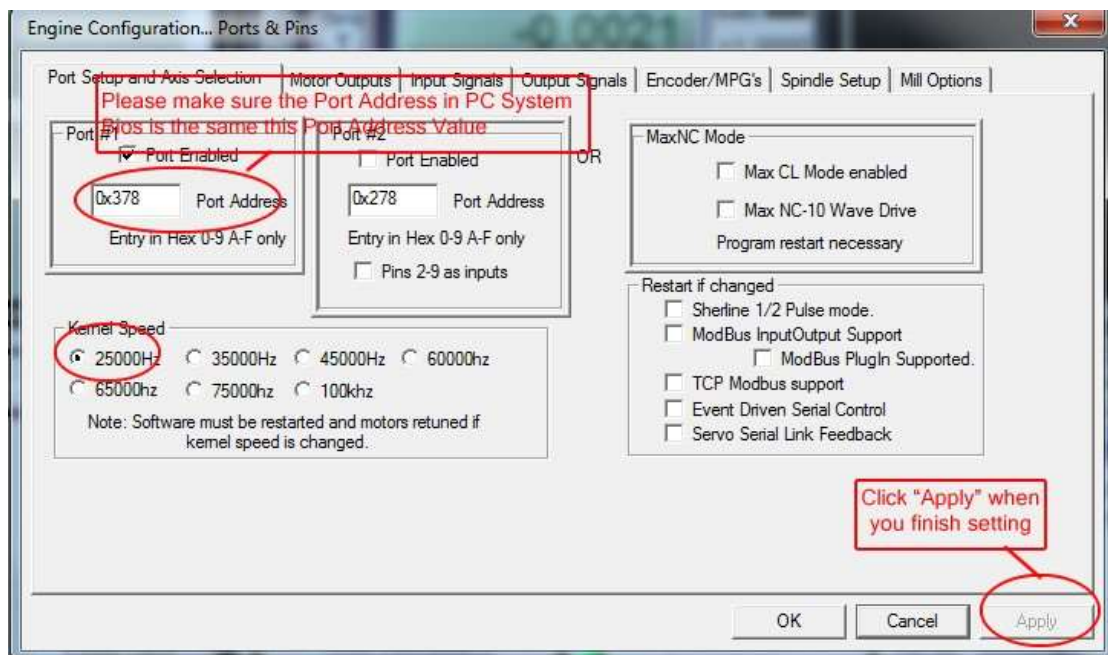 Engine Configuration... Ports & Pins
-0.0021
Port Setup and Axis Selection
Motor Outputs
Input Signals
Output Signals
Encoder/MPG's
Spindle Setup
Mill Options
Please make sure the Port Address in PC System
Bios is the same this Port Address Value
Port #1
Port Enabled
0x378
Port Address
Entry in Hex 0-9 A-F only
Port #2
Port Enabled
0x278
Port Address
Entry in Hex 0-9 A-F only
Pins 2-9 as inputs
OR
MaxNC Mode
Max CL Mode enabled
Max NC-10 Wave Drive
Program restart necessary
Restart if changed
Sherline 1/2 Pulse mode.
ModBus InputOutput Support
ModBus PlugIn Supported.
TCP Modbus support
Event Driven Serial Control
Servo Serial Link Feedback
Kernel Speed
25000Hz
35000Hz
45000Hz
60000hz
65000hz
75000hz
100khz
Note: Software must be restarted and motors retuned if
kernel speed is changed.
Click “Apply” when
you finish setting
OK
Cancel
Apply